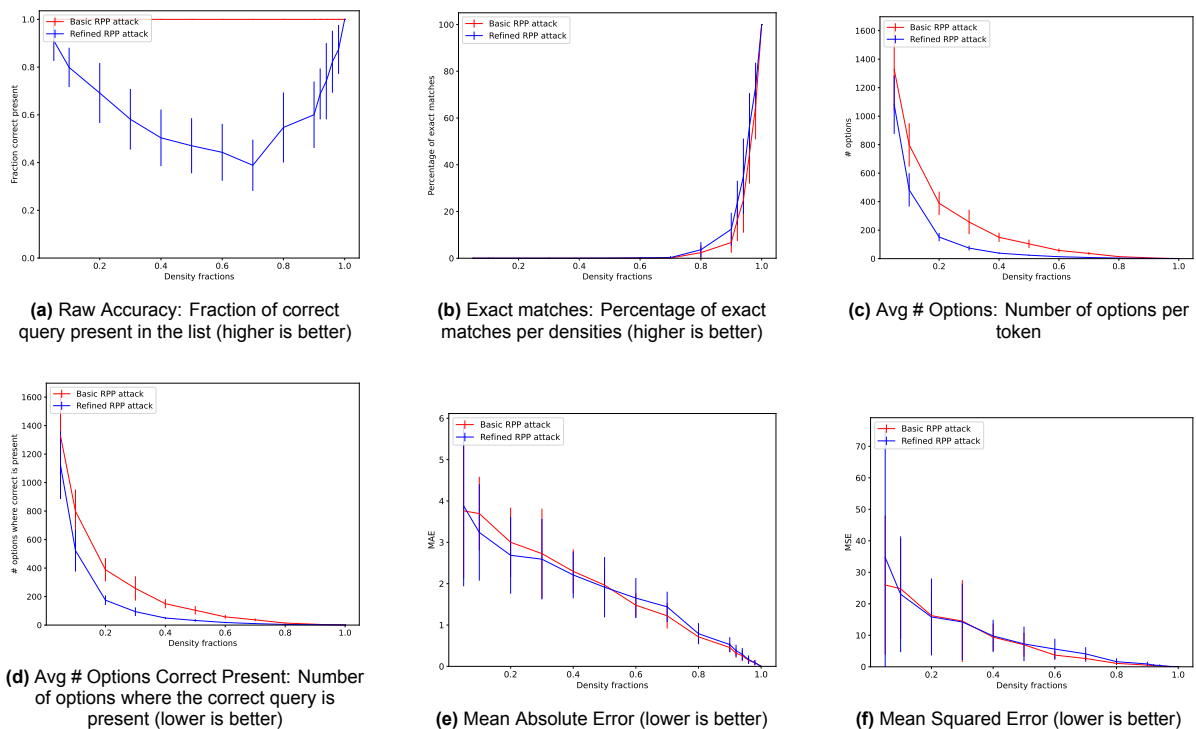 Basic RPP attack
Refined RPP attack
Fraction correct present
1.0
0.8
0.6
0.4
0.2
0.0
0.2
0.4
0.6
0.8
1.0
Density fractions
(a) Raw Accuracy: Fraction of correct
query present in the list (higher is better)
Basic RPP attack
Refined RPP attack
Percentage of exact matches
100
80
60
40
20
0
0.2
0.4
0.6
0.8
1.0
Density fractions
(b) Exact matches: Percentage of exact
matches per densities (higher is better)
Basic RPP attack
Refined RPP attack
# options
1600
1400
1200
1000
800
600
400
200
0
0.2
0.4
0.6
0.8
1.0
Density fractions
(c) Avg # Options: Number of options per
token
Basic RPP attack
Refined RPP attack
# options where correct is present
1600
1400
1200
1000
800
600
400
200
0
0.2
0.4
0.6
0.8
1.0
Density fractions
(d) Avg # Options Correct Present: Number
of options where the correct query is
present (lower is better)
Basic RPP attack
Refined RPP attack
MAE
6
5
4
3
2
1
0
0.2
0.4
0.6
0.8
1.0
Density fractions
(e) Mean Absolute Error (lower is better)
Basic RPP attack
Refined RPP attack
MSE
70
60
50
40
30
20
10
0
0.2
0.4
0.6
0.8
1.0
Density fractions
(f) Mean Squared Error (lower is better)